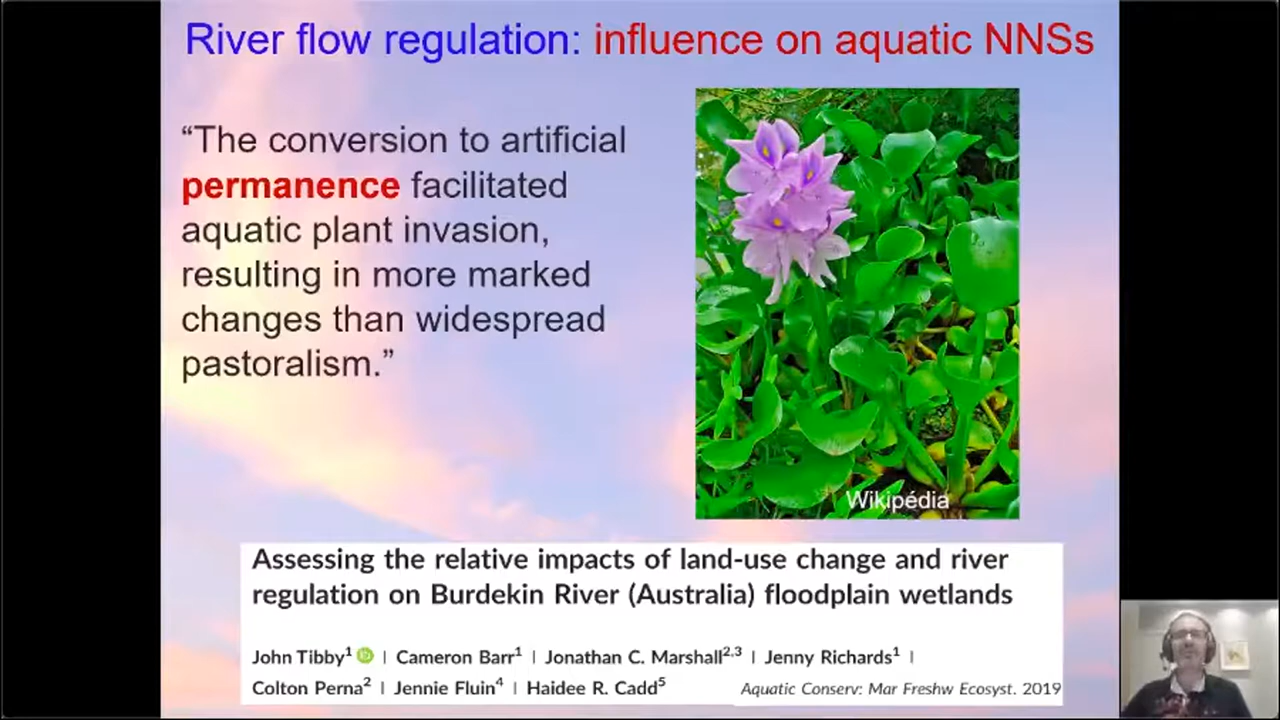 River flow regulation: influence on aquatic NNSs
“The conversion to artificial
permanence facilitated
aquatic plant invasion,
resulting in more marked
changes than widespread
pastoralism.”
Wikipédia
Assessing the relative impacts of land-use change and river
regulation on Burdekin River (Australia) floodplain wetlands
John Tibby1 iD | Cameron Barr1 | Jonathan C. Marshall2,3 | Jenny Richards1 |
Colton Perna2 | Jennie Fluin4 | Haidee R. Cadd5
Aquatic Conserv: Mar Freshw Ecosyst. 2019